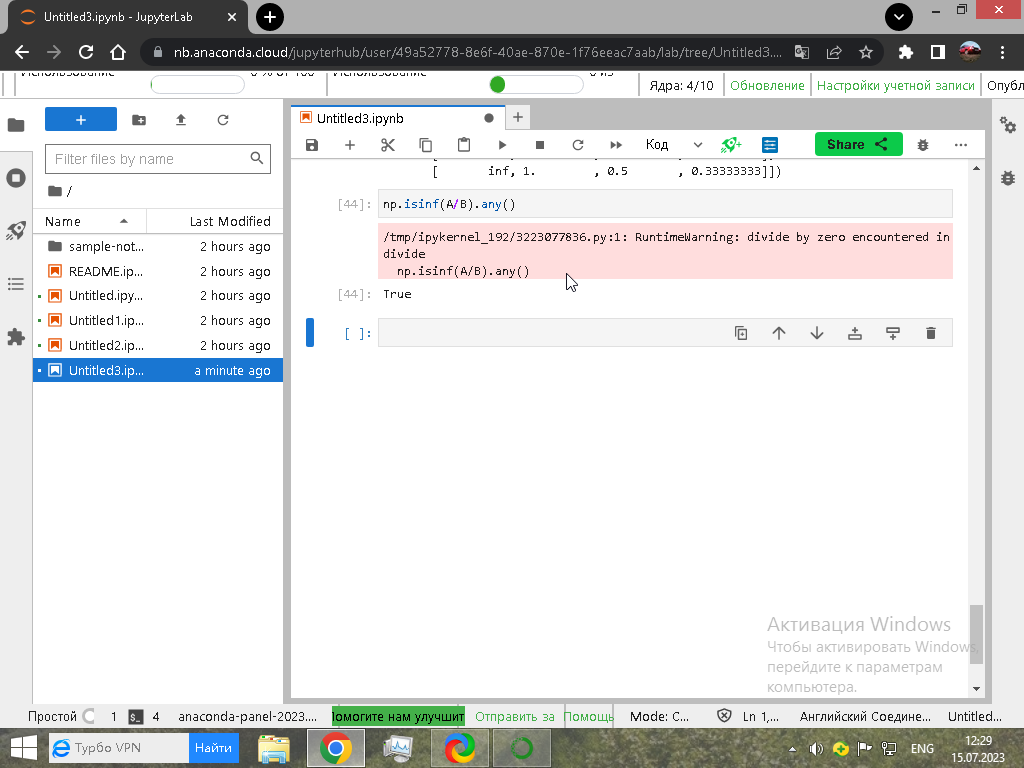 Untitled3.ipynb - JupyterLab
nb.anaconda.cloud/jupyterhub/user/49a52778-8e6f-40ae-870e-1f76eeac7aab/lab/tree/Untitled3....
Использование 0 % от 100 Использование 0 из
Ядра: 4/10 Обновление Настройки учетной записи Опубл
+
Filter files by name
/
Name Last Modified
sample-not... 2 hours ago
README.ip... 2 hours ago
Untitled.ipy... 2 hours ago
Untitled1.ip... 2 hours ago
Untitled2.ip... 2 hours ago
Untitled3.ip... a minute ago
Untitled3.ipynb
Код
Share
[ inf, 1. , 0.5 , 0.33333333]])
[44]: np.isinf(A/B).any()
/tmp/ipykernel_192/3223077836.py:1: RuntimeWarning: divide by zero encountered in
divide
np.isinf(A/B).any()
[44]: True
[ ]:
Активация Windows
Чтобы активировать Windows,
перейдите к параметрам
компьютера.
Простой 1 4 anaconda-panel-2023.... Помогите нам улучшит Отправить за Помощь Mode: C... Ln 1,... Английский Соедине... Untitled...
Турбо VPN Найти
ENG
12:29
15.07.2023